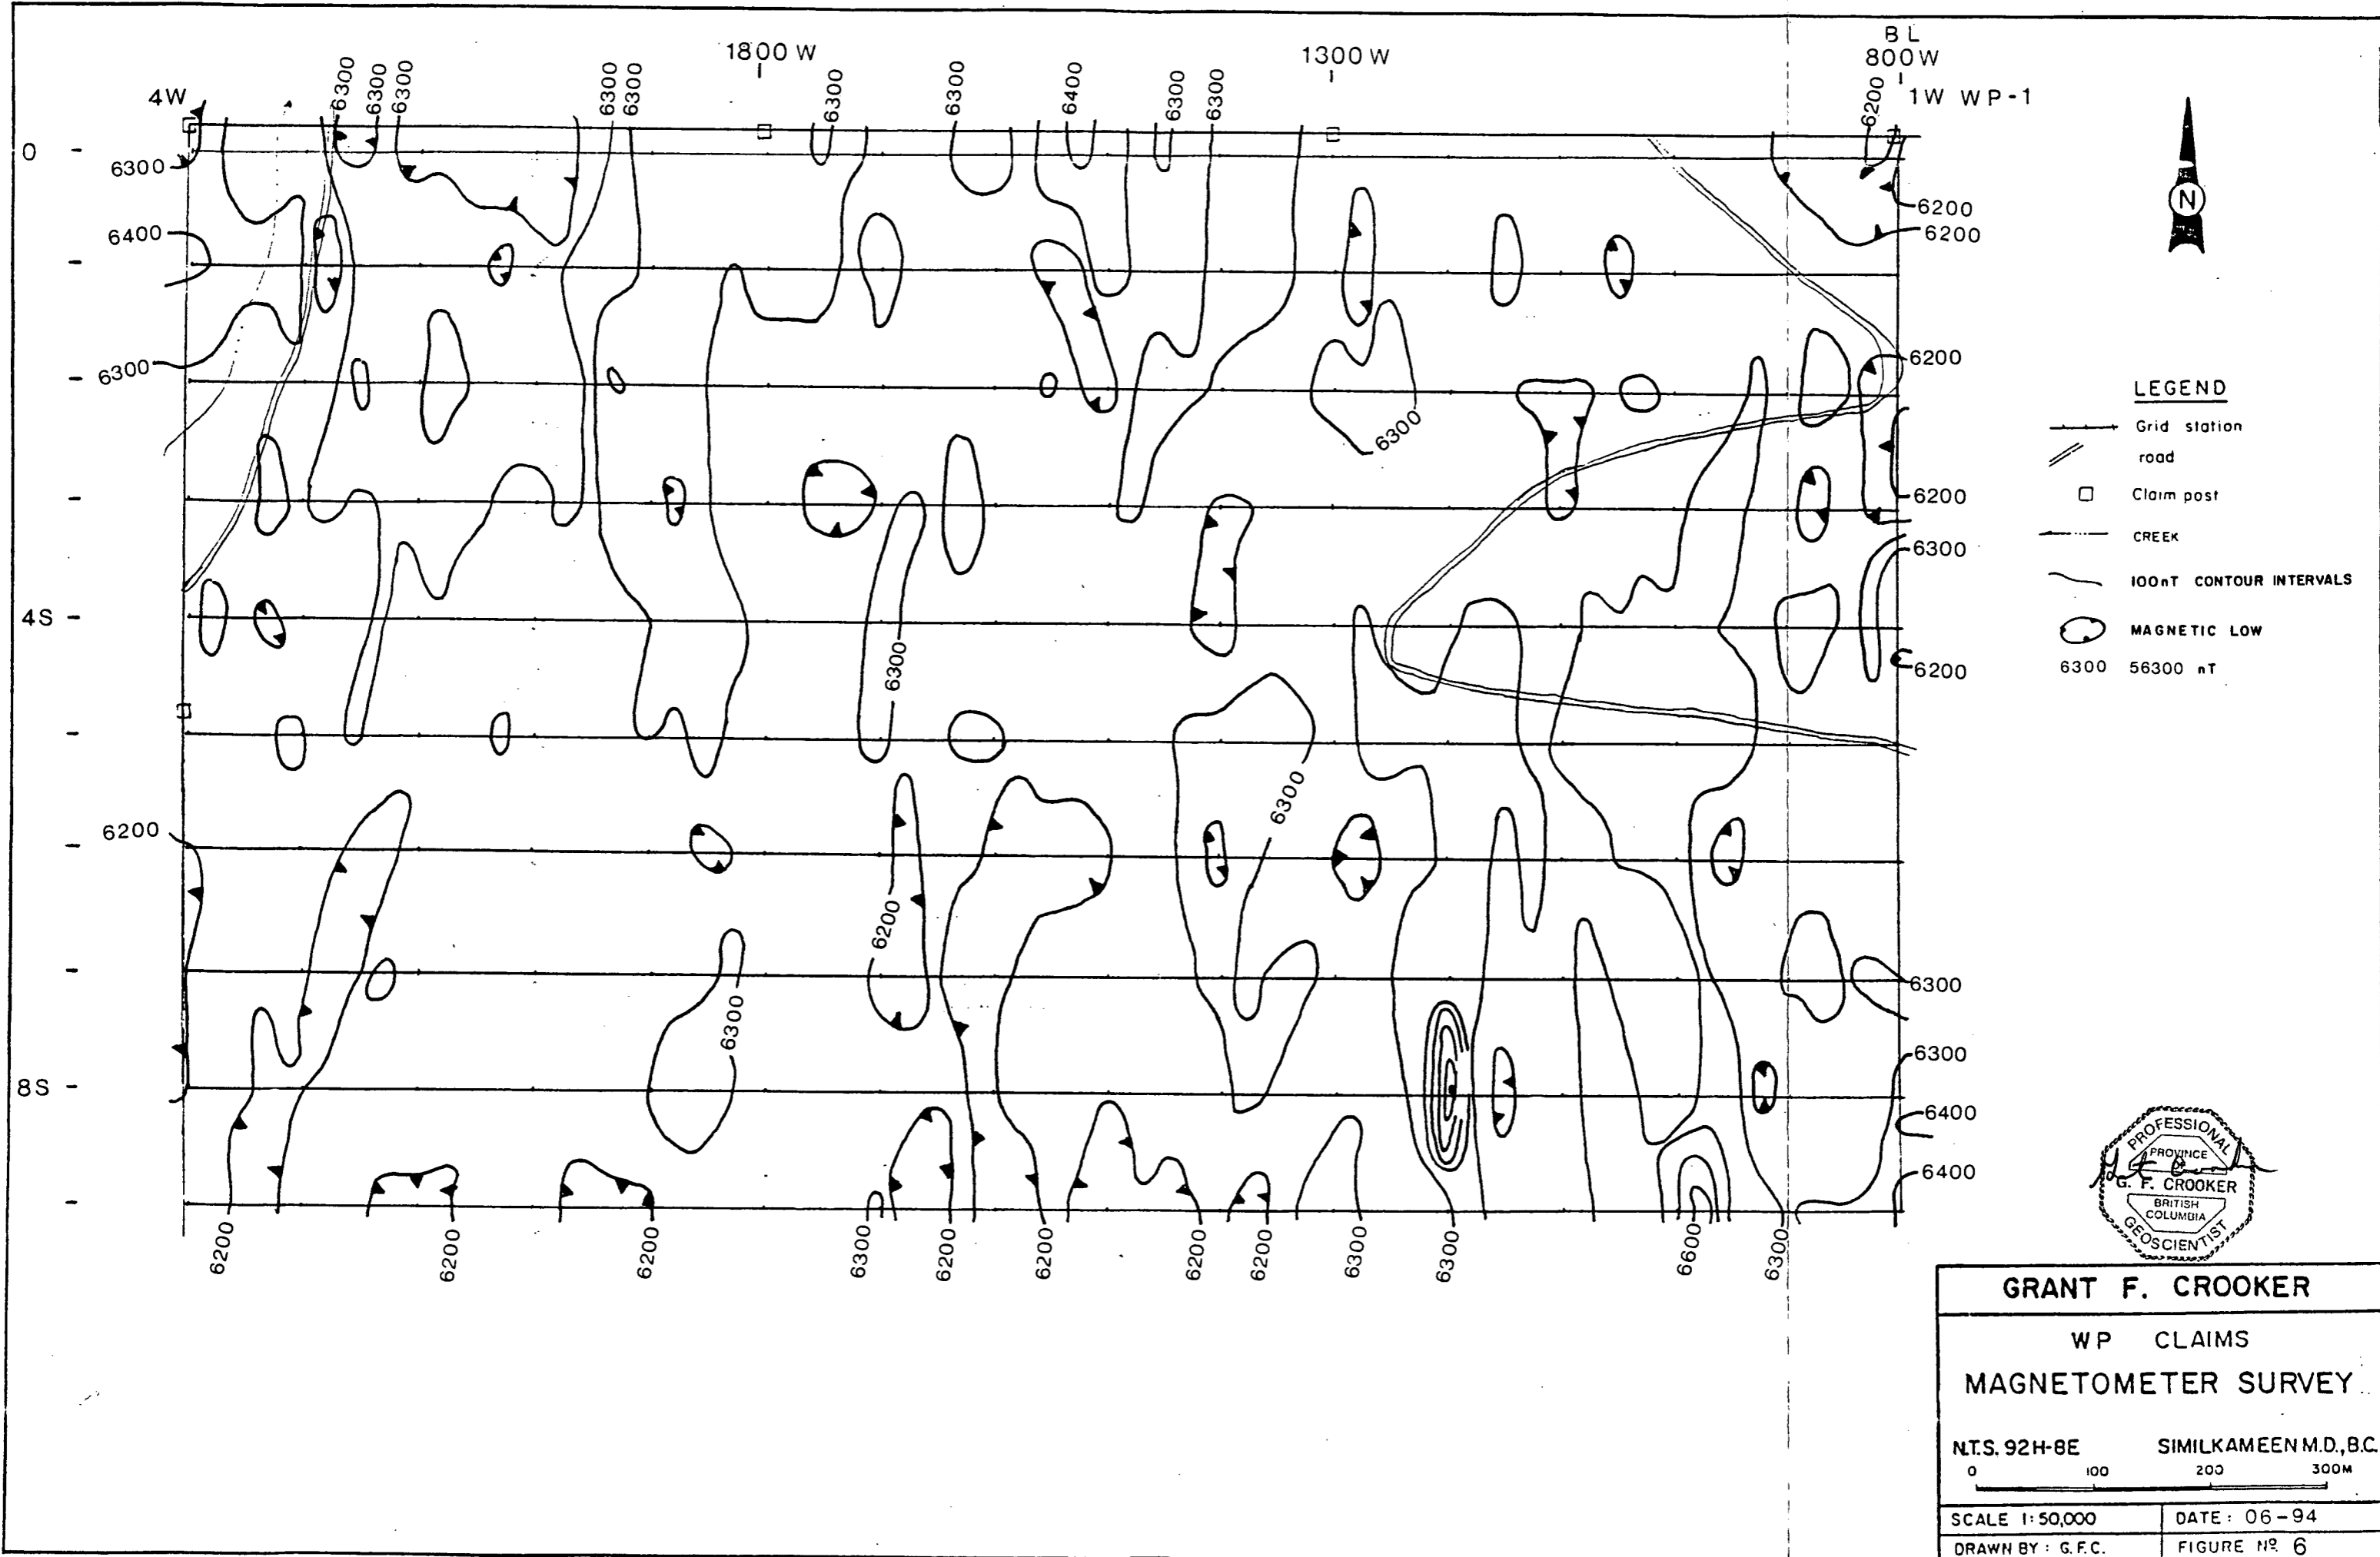 BL
1800 W
1300 W
800W
4W
6300
6300
6300
6300
6300
6300
6300
6400
6300
6300
6200
1W WP-1
0
6300
6200
6400
6200
N
6300
6200
6300
LEGEND
Grid station
road
6200
Claim post
CREEK
6300
100nT CONTOUR INTERVALS
4S
MAGNETIC LOW
6300
6200
6300 56300 nT
6300
6200
6200
6300
6300
6300
8S
6400
6400
PROFESSIONAL
PROVINCE
OF
G. F. CROOKER
BRITISH
COLUMBIA
GEOSCIENTIST
6200
6200
6200
6300
6200
6200
6200
6200
6300
6300
6600
6300
GRANT F. CROOKER
WP CLAIMS
MAGNETOMETER SURVEY
N.T.S. 92H-8E SIMILKAMEEN M.D., B.C.
0 100 200 300M
SCALE 1:50,000 DATE: 06-94
DRAWN BY: G.F.C. FIGURE Nº 6